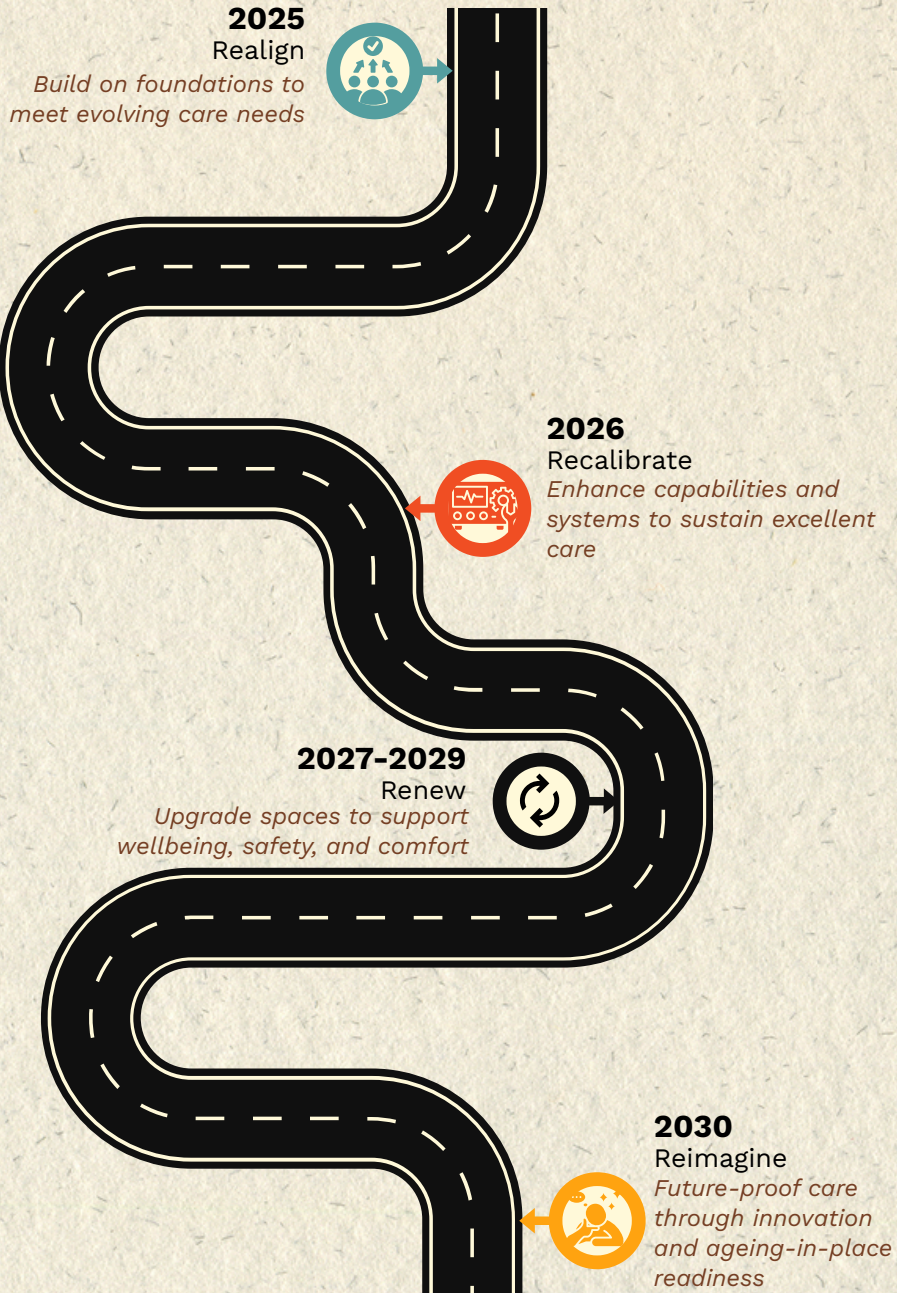 2025
Realign
Build on foundations to
meet evolving care needs
2026
Recalibrate
Enhance capabilities and
systems to sustain excellent
care
2027-2029
Renew
Upgrade spaces to support
wellbeing, safety, and comfort
2030
Reimagine
Future-proof care
through innovation
and ageing-in-place
readiness